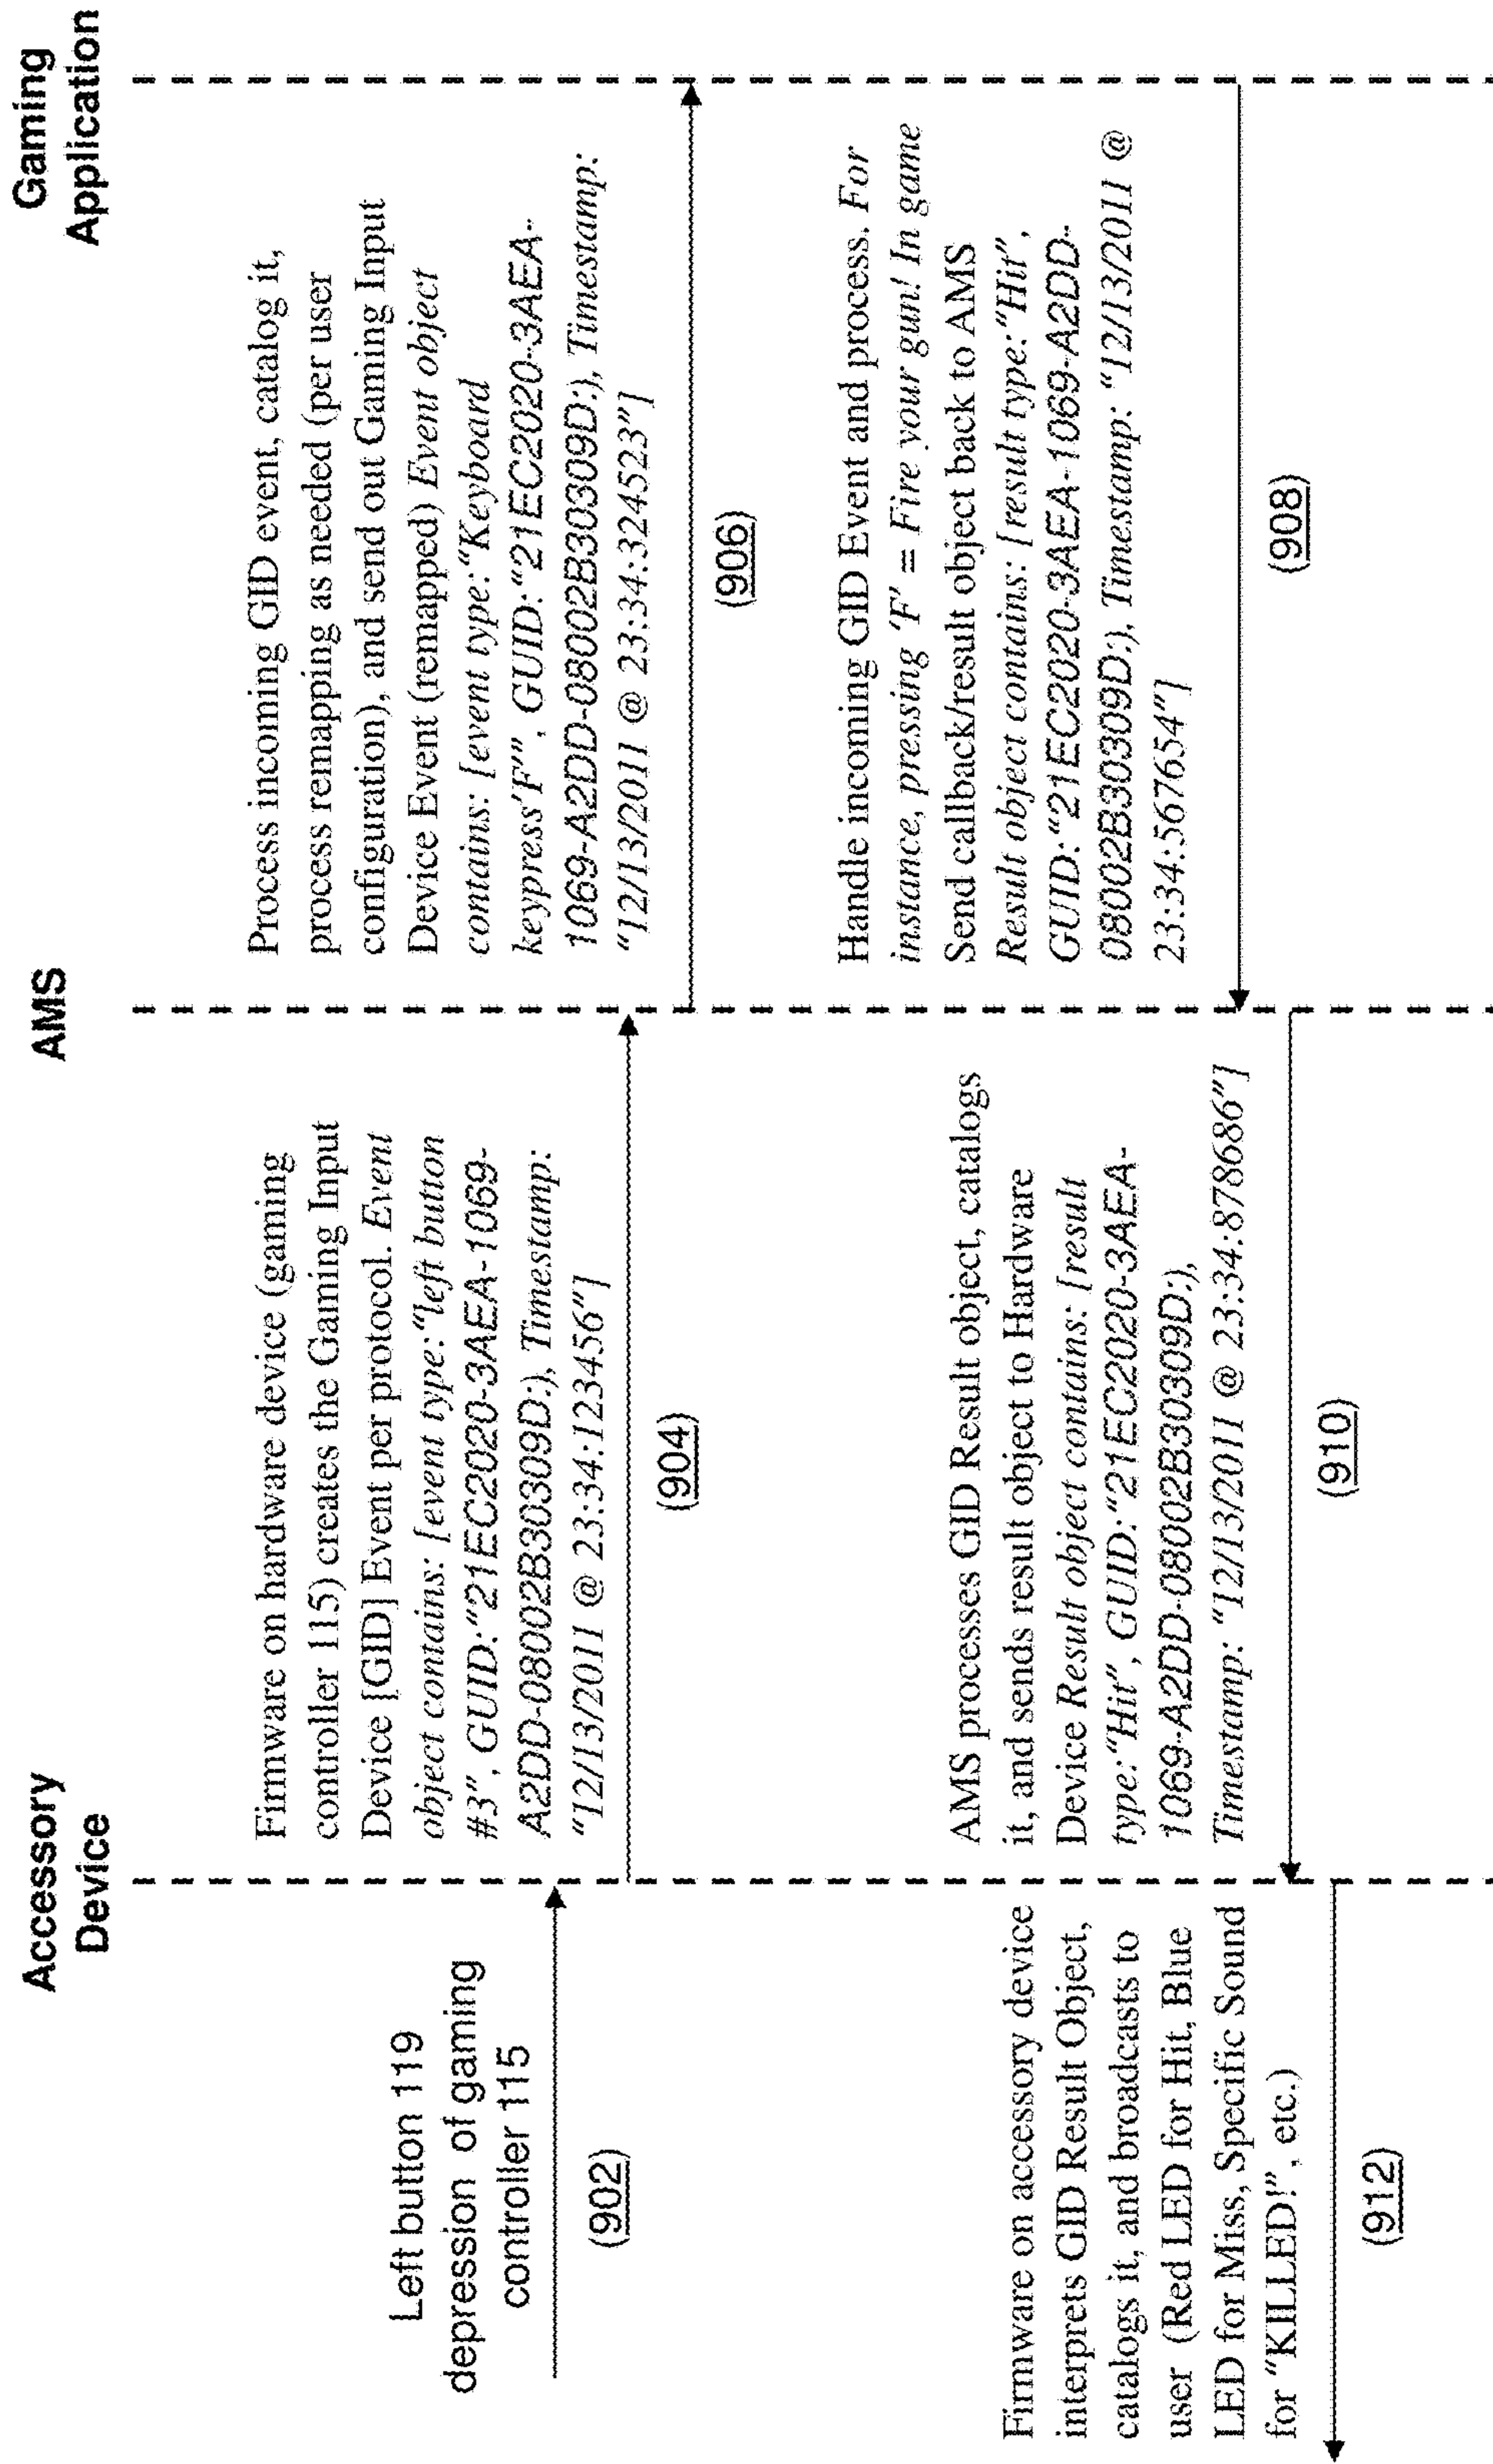 Accessory
Device
AMS
Gaming
Application
Left button 119
depression of gaming
controller 115
(902)
Firmware on hardware device (gaming
controller 115) creates the Gaming Input
Device [GID] Event per protocol. Event
object contains: [event type:"left button
#3", GUID:"21EC2020-3AEA-1069-
A2DD-08002B30309D:), Timestamp:
"12/13/2011 @ 23:34:123456"]
(904)
Process incoming GID event, catalog it,
process remapping as needed (per user
configuration), and send out Gaming Input
Device Event (remapped) Event object
contains: [event type:"Keyboard
keypress'F'", GUID:"21EC2020-3AEA-
1069-A2DD-08002B30309D:), Timestamp:
"12/13/2011 @ 23:34:324523"]
(906)
Handle incoming GID Event and process. For
instance, pressing 'F' = Fire your gun! In game
Send callback/result object back to AMS
Result object contains: [result type:"Hit",
GUID:"21EC2020-3AEA-1069-A2DD-
08002B30309D:), Timestamp: "12/13/2011 @
23:34:567654"]
(908)
AMS processes GID Result object, catalogs
it, and sends result object to Hardware
Device Result object contains: [result
type:"Hit", GUID:"21EC2020-3AEA-
1069-A2DD-08002B30309D:),
Timestamp: "12/13/2011 @ 23:34:878686"]
(910)
Firmware on accessory device
interprets GID Result Object,
catalogs it, and broadcasts to
user (Red LED for Hit, Blue
LED for Miss, Specific Sound
for "KILLED!", etc.)
(912)